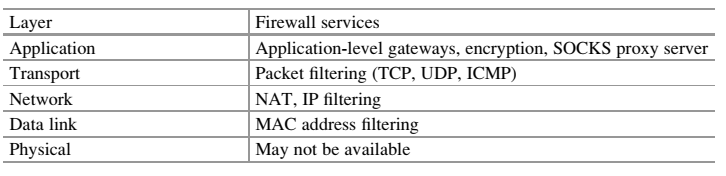 Layer Firewall services
Application Application-level gateways, encryption, SOCKS proxy server
Transport Packet filtering (TCP, UDP, ICMP)
Network NAT, IP filtering
Data link MAC address filtering
Physical May not be available